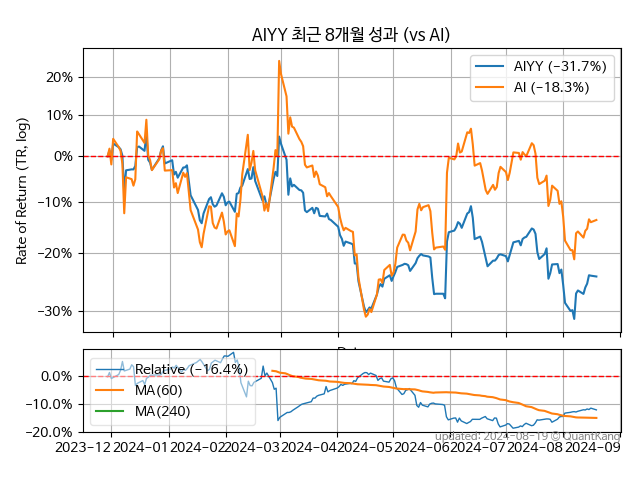 AIYY 최근 8개월 성과 (vs AI)
Rate of Return (TR, log)
20%
10%
0%
−10%
−20%
−30%
AIYY (−31.7%)
AI (−18.3%)
0.0%
−10.0%
−20.0%
Relative (−16.4%)
MA(60)
MA(240)
2023-12 2024-01 2024-02 2024-03 2024-04 2024-05 2024-06 2024-07 2024-08 2024-09
updated: 2024-08-19 © QuantKang